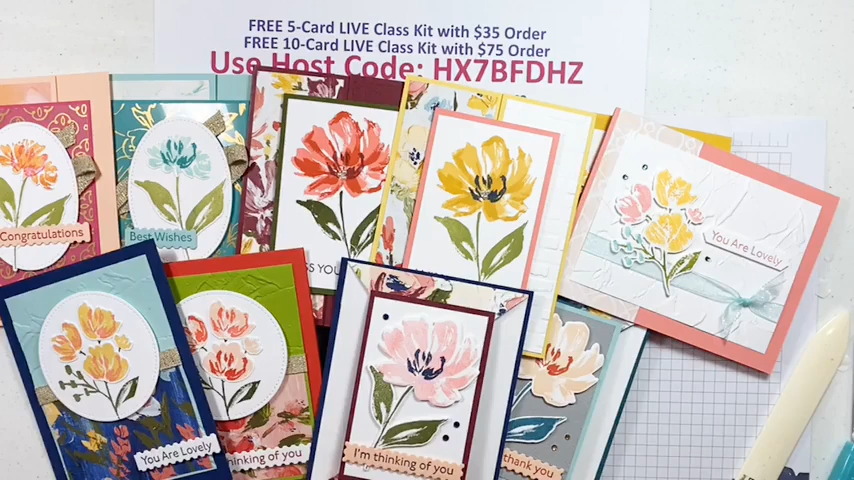 FREE 5-Card LIVE Class Kit with $35 Order
FREE 10-Card LIVE Class Kit with $75 Order
Use Host Code: HX7BFDHZ
Congratulations
Best Wishes
YOU
You Are Lovely
You Are Lovely
thinking of you
I'm thinking of you
thank you